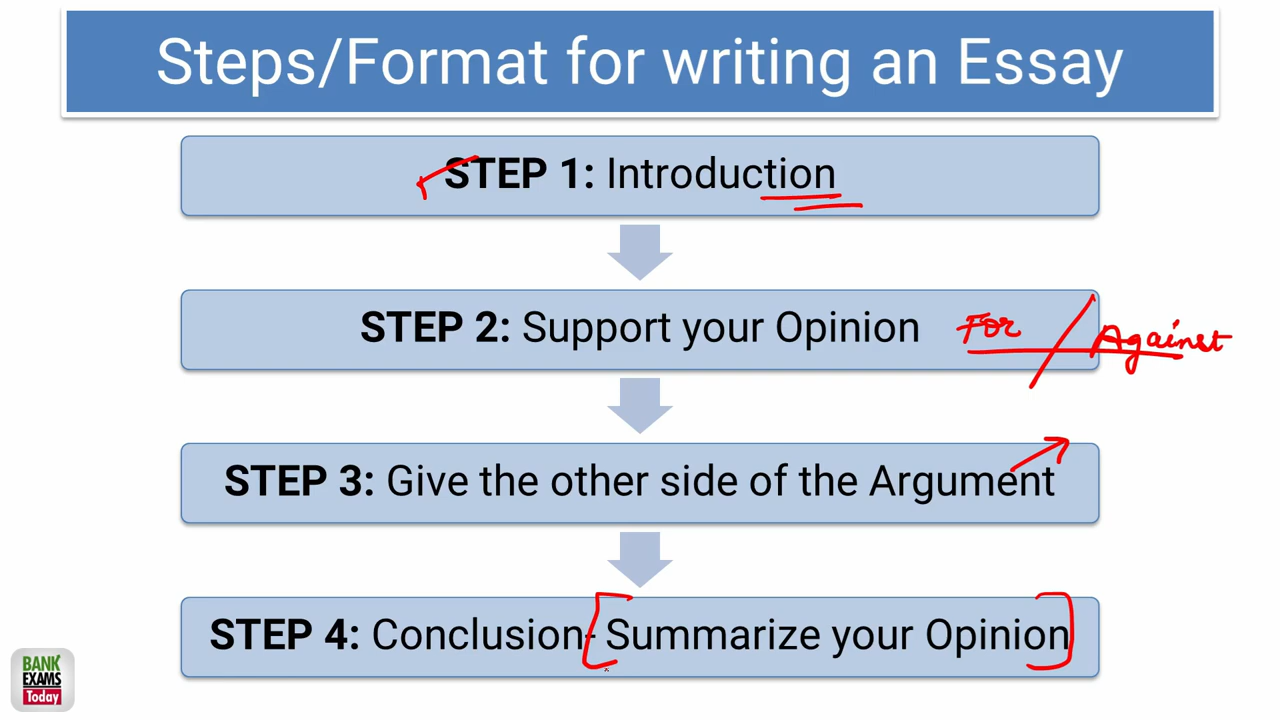 Steps/Format for writing an Essay
STEP 1: Introduction
STEP 2: Support your Opinion For / Against
STEP 3: Give the other side of the Argument
STEP 4: Conclusion- Summarize your Opinion
BANK
EXAMS
Today